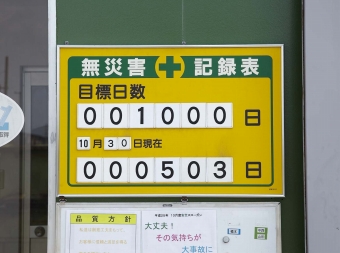 無災害 記録表
目標日数
001000日
10月30日現在
000503日
品質方針
大丈夫！
その気持ちが
大事故に